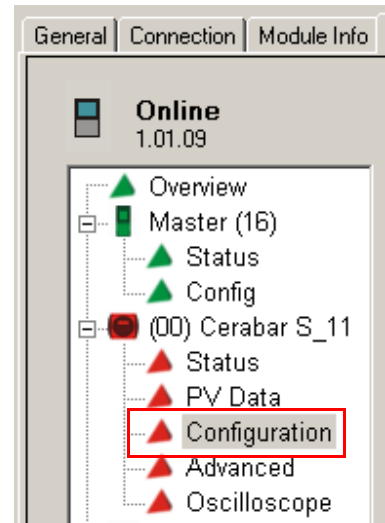 General Connection Module Info
Online
1.01.09
Overview
Master (16)
Status
Config
(00) Cerabar S_11
Status
PV Data
Configuration
Advanced
Oscilloscope